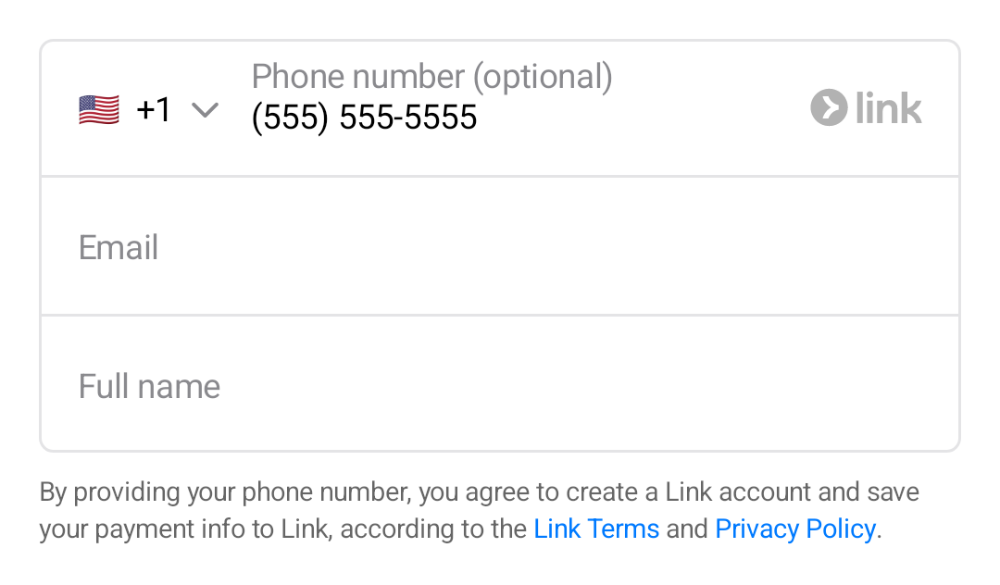 Phone number (optional)
+1 (555) 555-5555
link
Email
Full name
By providing your phone number, you agree to create a Link account and save
your payment info to Link, according to the Link Terms and Privacy Policy.